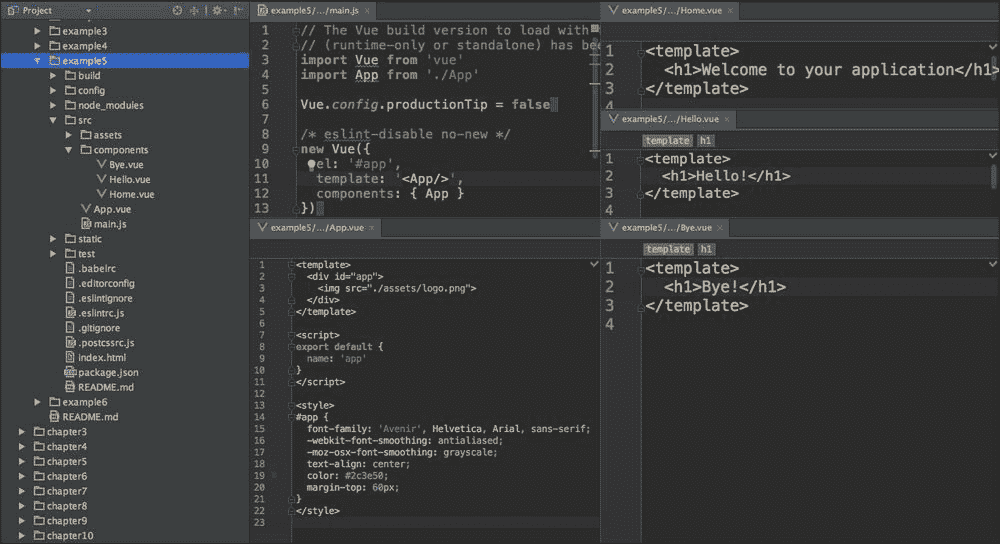 Project
example3
example4
example5
build
config
node_modules
src
assets
components
Bye.vue
Hello.vue
Home.vue
App.vue
main.js
static
test
.babelrc
.editorconfig
.eslintignore
.eslintrc.js
.gitignore
.postcssrc.js
index.html
package.json
README.md
example6
README.md
chapter3
chapter4
chapter5
chapter6
chapter7
chapter8
chapter9
chapter10
example5/.../main.js
1 // The Vue build version to load with
2 // (runtime-only or standalone) has bee
3 import Vue from 'vue'
4 import App from './App'
5
6 Vue.config.productionTip = false
7
8 /* eslint-disable no-new */
9 new Vue({
10 el: '#app',
11 template: '<App/>',
12 components: { App }
13 })
example5/.../App.vue
1 <template>
2 <div id="app">
3 <img src="./assets/logo.png">
4 </div>
5 </template>
6
7 <script>
8 export default {
9 name: 'app'
10 }
11 </script>
12
13 <style>
14 #app {
15 font-family: 'Avenir', Helvetica, Arial, sans-serif;
16 -webkit-font-smoothing: antialiased;
17 -moz-osx-font-smoothing: grayscale;
18 text-align: center;
19 color: #2c3e50;
20 margin-top: 60px;
21 }
22 </style>
23
example5/.../Home.vue
1 <template>
2 <h1>Welcome to your application</h1>
3 </template>
4
example5/.../Hello.vue
template h1
1 <template>
2 <h1>Hello!</h1>
3 </template>
4
example5/.../Bye.vue
template h1
1 <template>
2 <h1>Bye!</h1>
3 </template>
4